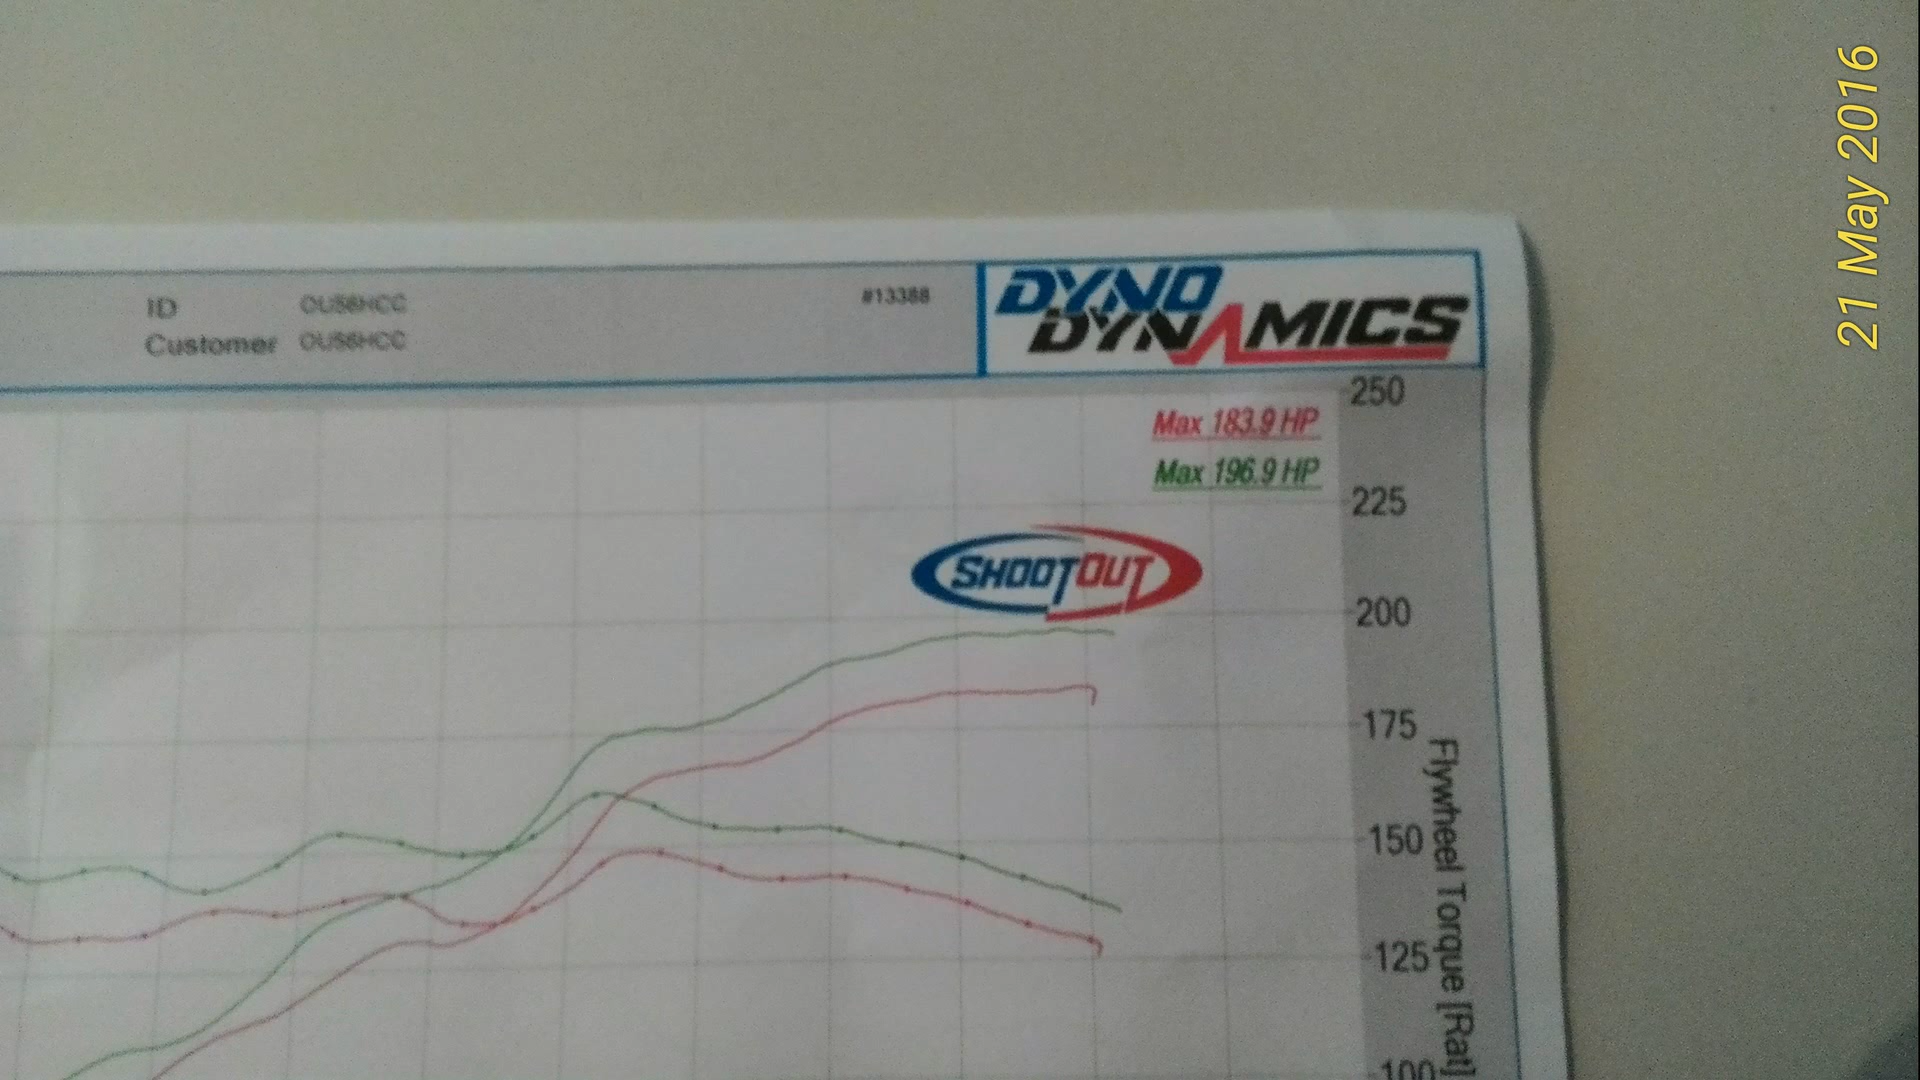 21 May 2016
ID OU56HCC #13388
Customer OU56HCC
DYNO
DYNAMICS
Max 183.9 HP
Max 196.9 HP
SHOOTOUT
250
225
200
175
150
125
100
Flywheel Torque [Rat]